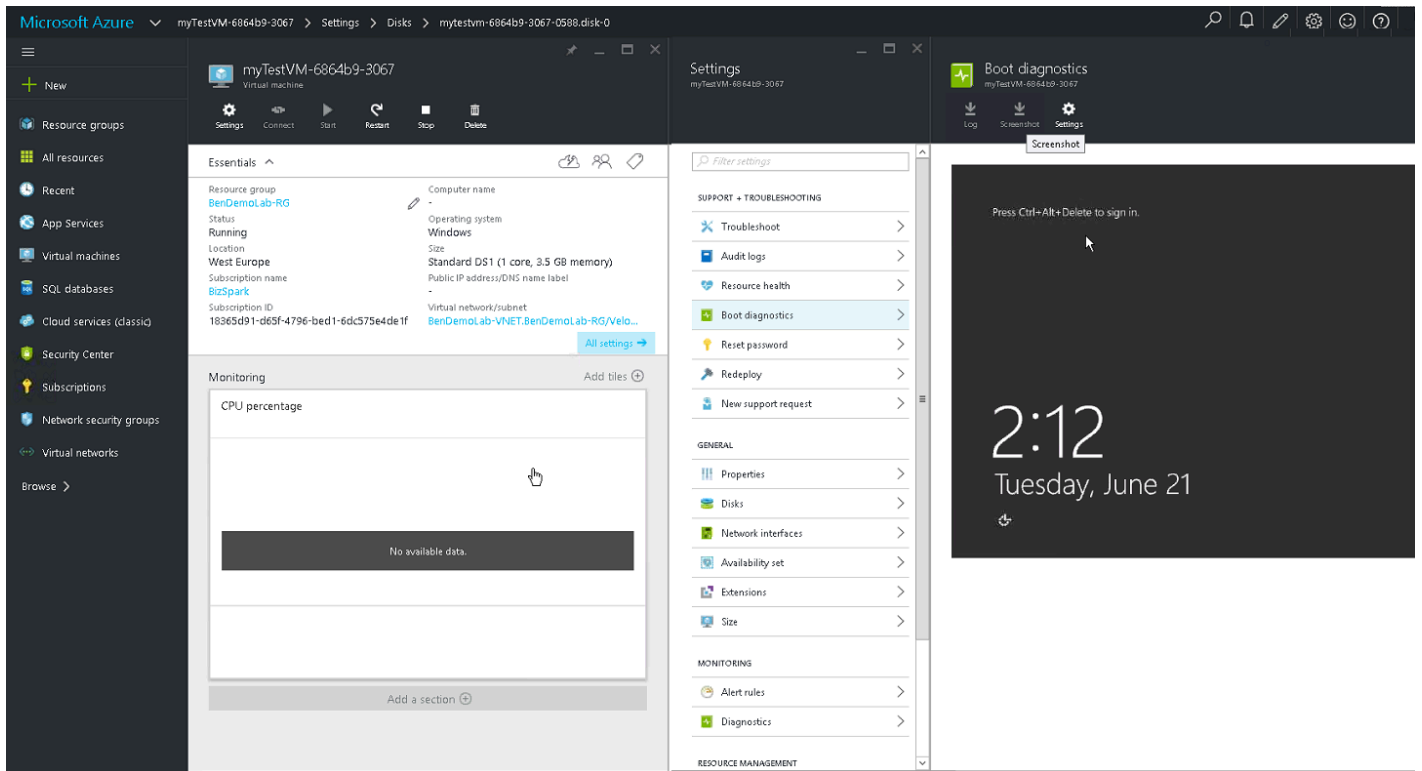 Microsoft Azure myTestVM-6864b9-3067 > Settings > Disks > mytestvm-6864b9-3067-0588.disk-0
New
Resource groups
All resources
Recent
App Services
Virtual machines
SQL databases
Cloud services (classic)
Security Center
Subscriptions
Network security groups
Virtual networks
Browse >
myTestVM-6864b9-3067
Virtual machine
Settings Connect Start Restart Stop Delete
Essentials
Resource group
BenDemoLab-RG
Status
Running
Location
West Europe
Subscription name
BizSpark
Subscription ID
18365d91-d65f-4796-bed1-6dc575e4de1f
Computer name
-
Operating system
Windows
Size
Standard DS1 (1 core, 3.5 GB memory)
Public IP address/DNS name label
-
Virtual network/subnet
BenDemoLab-VNET.BenDemoLab-RG/Velo...
All settings →
Monitoring Add tiles
CPU percentage
No available data.
Add a section
Settings
myTestVM-6864b9-3067
Filter settings
SUPPORT + TROUBLESHOOTING
Troubleshoot
Audit logs
Resource health
Boot diagnostics
Reset password
Redeploy
New support request
GENERAL
Properties
Disks
Network interfaces
Availability set
Extensions
Size
MONITORING
Alert rules
Diagnostics
RESOURCE MANAGEMENT
Boot diagnostics
myTestVM-6864b9-3067
Log Screenshot Settings
Screenshot
Press Ctrl+Alt+Delete to sign in.
2:12
Tuesday, June 21